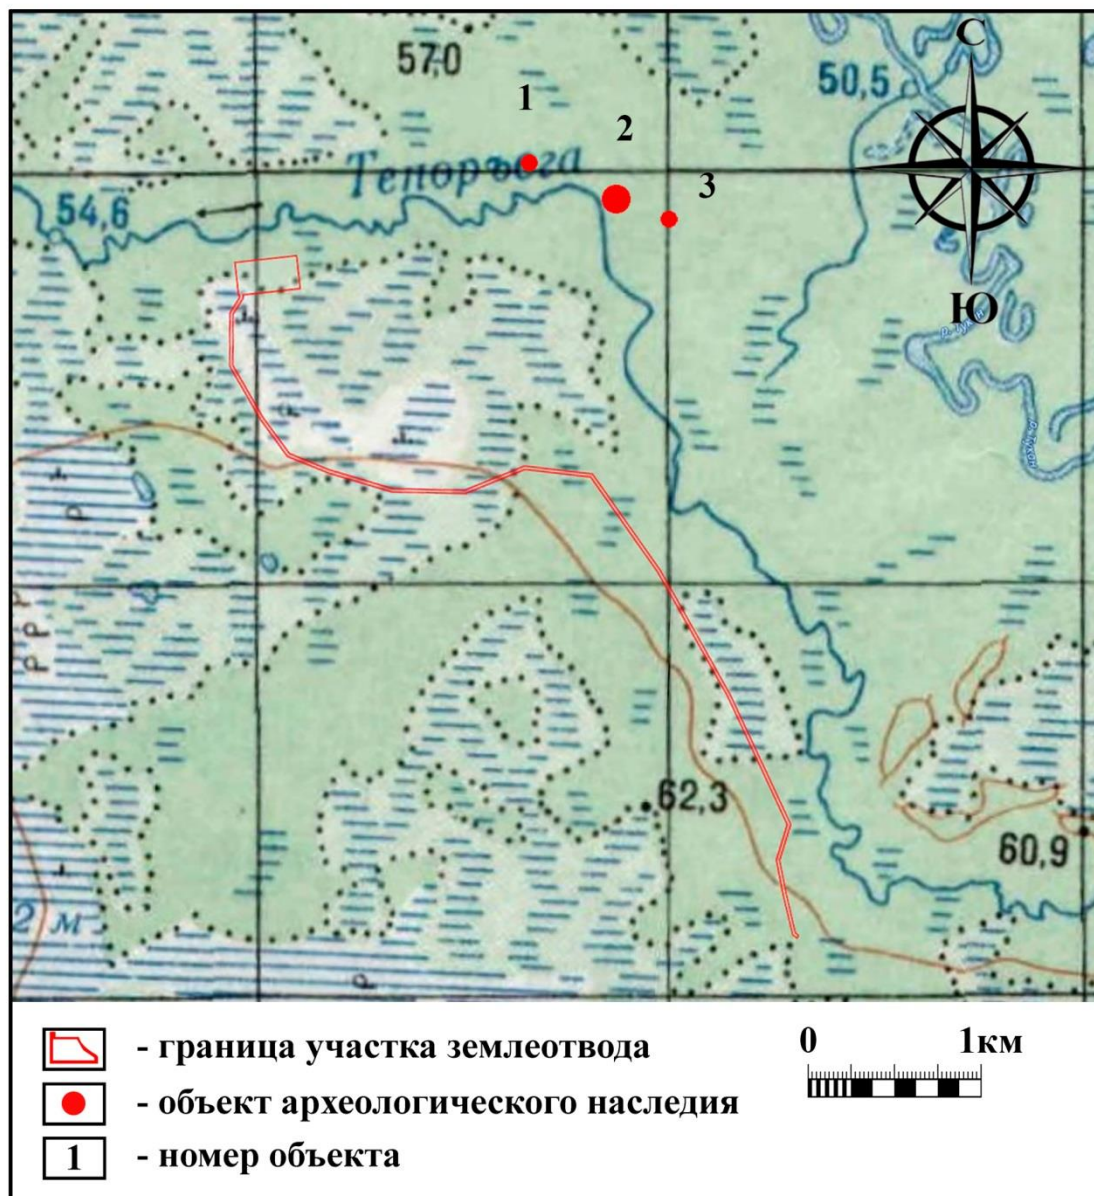 С
57,0
50,5
1
2
Тепоръега
3
54,6
Ю
62,3
60,9
2 м
0 1км
- граница участка землеотвода
- объект археологического наследия
1 - номер объекта